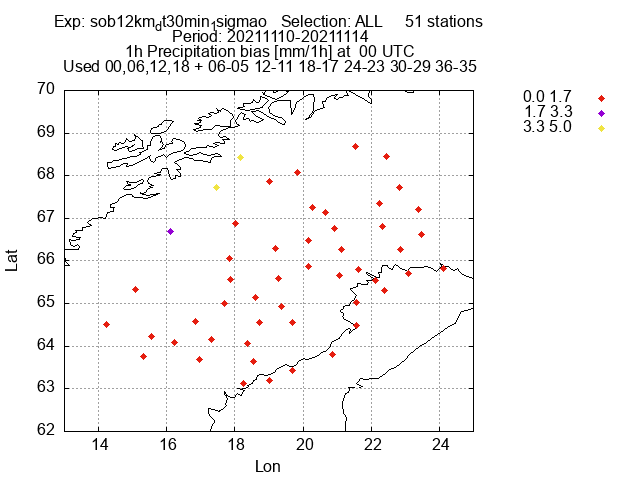 Exp: sob12km_dt30min_1sigmao   Selection: ALL     51 stations
Period: 20211110-20211114
1h Precipitation bias [mm/1h] at  00 UTC
Used 00,06,12,18 + 06-05 12-11 18-17 24-23 30-29 36-35
0.0 1.7
1.7 3.3
3.3 5.0
70
69
68
67
66
65
64
63
62
Lat
14 16 18 20 22 24
Lon